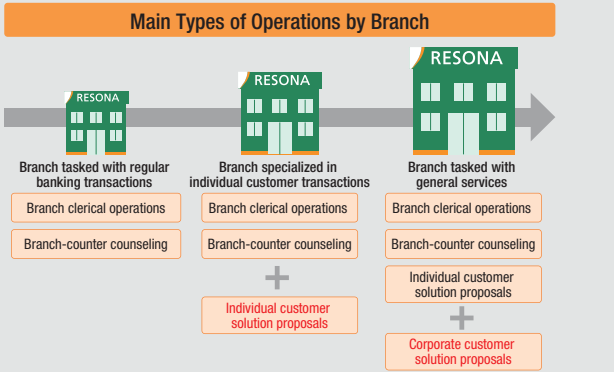 Main Types of Operations by Branch
RESONA
Branch tasked with regular
banking transactions
Branch clerical operations
Branch-counter counseling
RESONA
Branch specialized in
individual customer transactions
Branch clerical operations
Branch-counter counseling
+
Individual customer
solution proposals
RESONA
Branch tasked with
general services
Branch clerical operations
Branch-counter counseling
Individual customer
solution proposals
+
Corporate customer
solution proposals